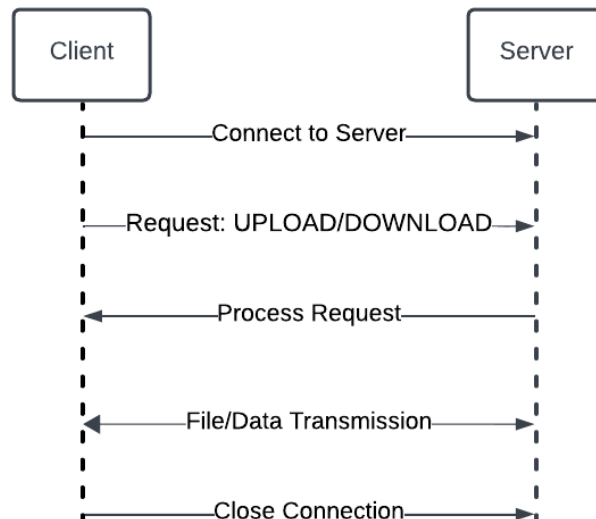 Client
Server
Connect to Server
Request: UPLOAD/DOWNLOAD
Process Request
File/Data Transmission
Close Connection